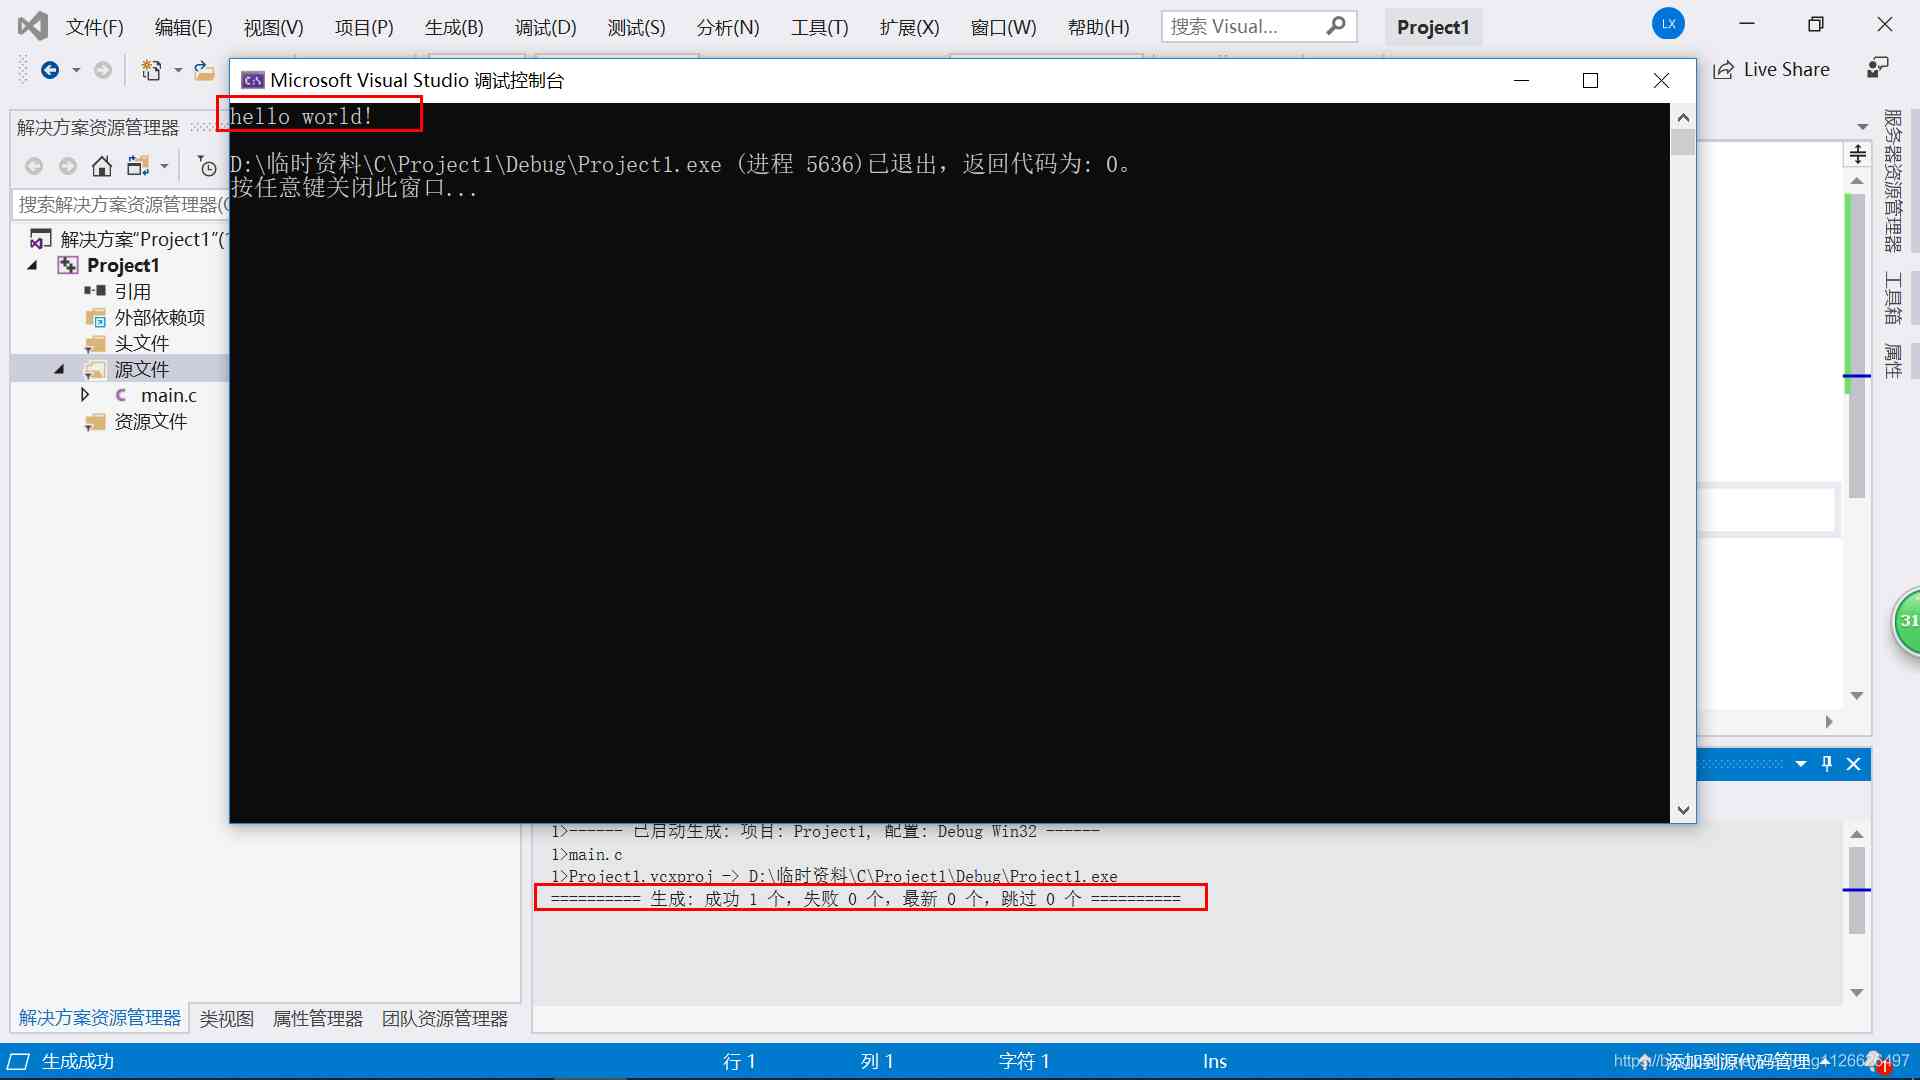 文件(F) 编辑(E) 视图(V) 项目(P) 生成(B) 调试(D) 测试(S) 分析(N) 工具(T) 扩展(X) 窗口(W) 帮助(H) 搜索 Visual... Project1 LX
Live Share
Microsoft Visual Studio 调试控制台
hello world!
D:\临时资料\C\Project1\Debug\Project1.exe (进程 5636)已退出，返回代码为: 0。
按任意键关闭此窗口...
解决方案资源管理器
搜索解决方案资源管理器(
解决方案"Project1"(
Project1
引用
外部依赖项
头文件
源文件
main.c
资源文件
服务器资源管理器
工具箱
属性
31
1>------ 已启动生成: 项目: Project1, 配置: Debug Win32 ------
1>main.c
1>Project1.vcxproj -> D:\临时资料\C\Project1\Debug\Project1.exe
========== 生成: 成功 1 个，失败 0 个，最新 0 个，跳过 0 个 ==========
解决方案资源管理器 类视图 属性管理器 团队资源管理器
生成成功 行 1 列 1 字符 1 Ins 添加到源代码管理 1